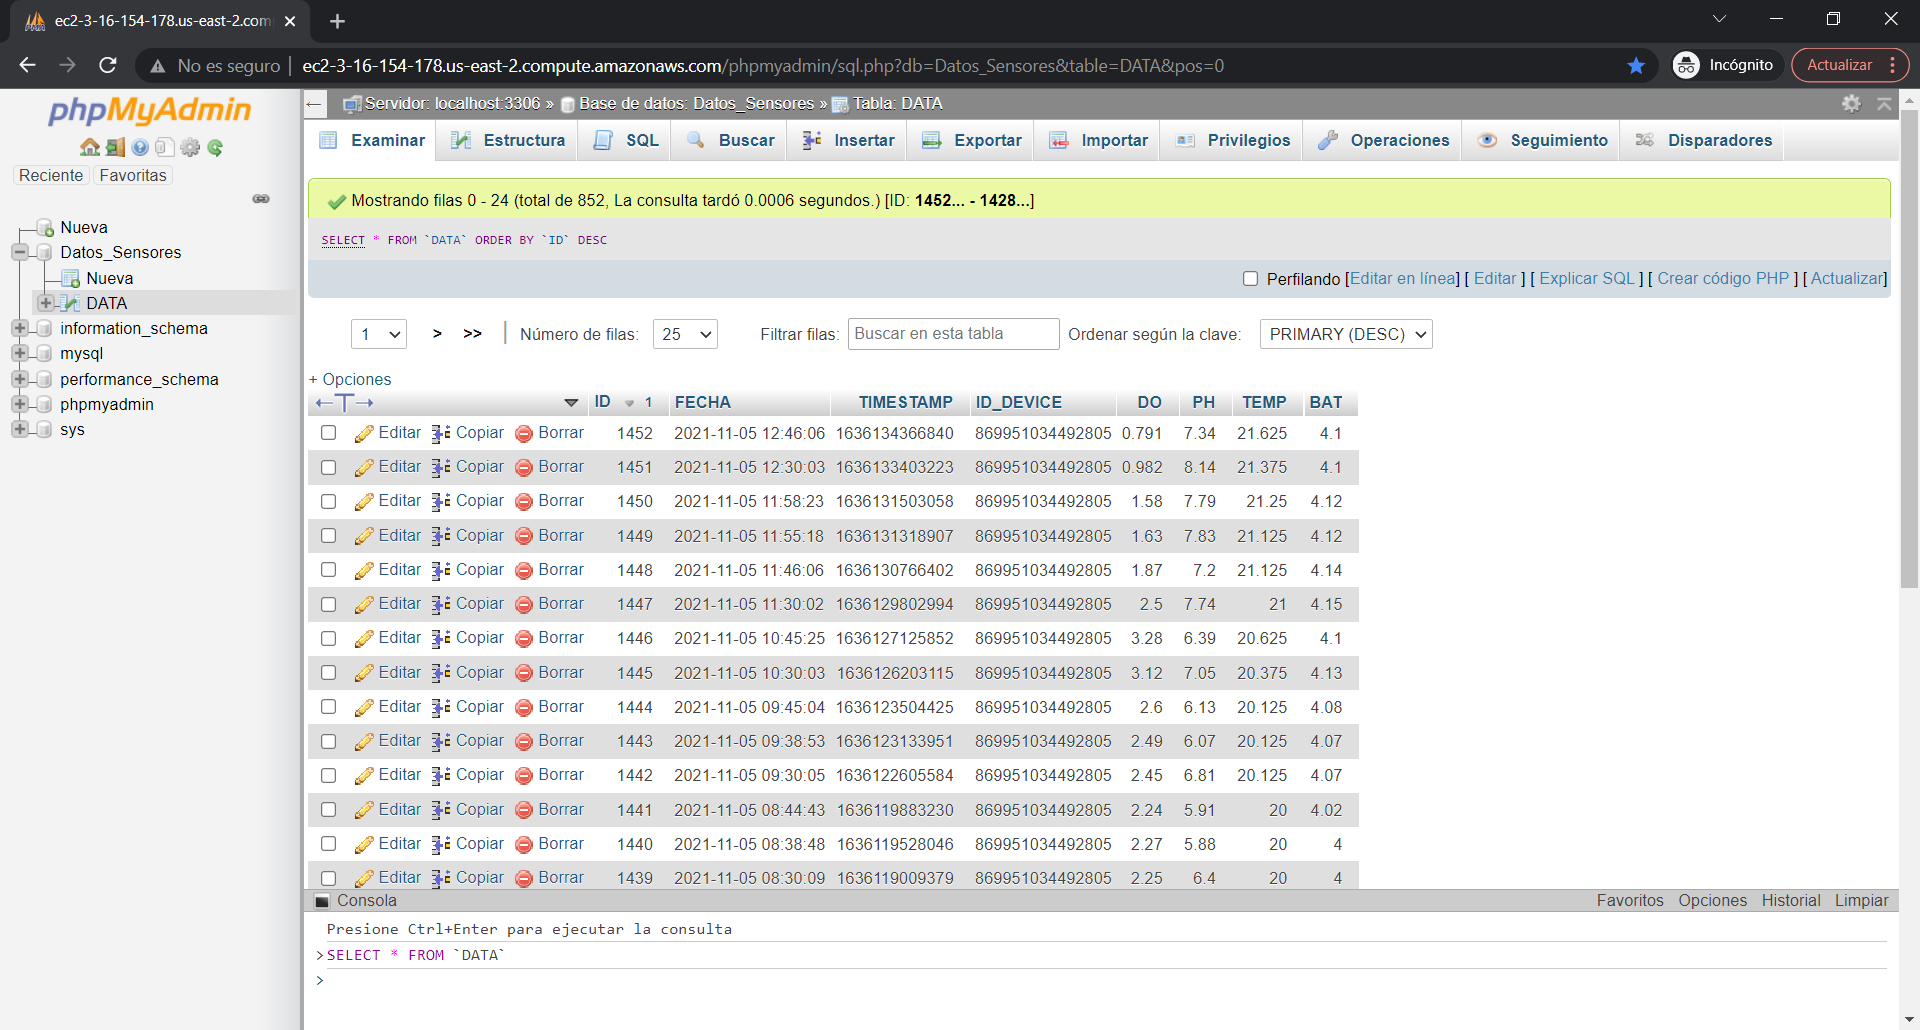 ec2-3-16-154-178.us-east-2.com
No es seguro | ec2-3-16-154-178.us-east-2.compute.amazonaws.com/phpmyadmin/sql.php?db=Datos_Sensores&table=DATA&pos=0
Incógnito
Actualizar
phpMyAdmin
Reciente
Favoritas
Nueva
Datos_Sensores
Nueva
DATA
information_schema
mysql
performance_schema
phpmyadmin
sys
Servidor: localhost:3306 » Base de datos: Datos_Sensores » Tabla: DATA
Examinar Estructura SQL Buscar Insertar Exportar Importar Privilegios Operaciones Seguimiento Disparadores
Mostrando filas 0 - 24 (total de 852, La consulta tardó 0.0006 segundos.) [ID: 1452... - 1428...]
SELECT * FROM `DATA` ORDER BY `ID` DESC
Perfilando [Editar en línea] [ Editar ] [ Explicar SQL ] [ Crear código PHP ] [ Actualizar]
1 > >> | Número de filas: 25 Filtrar filas: Buscar en esta tabla Ordenar según la clave: PRIMARY (DESC)
+ Opciones
←T→ ID 1 FECHA TIMESTAMP ID_DEVICE DO PH TEMP BAT
Editar Copiar Borrar 1452 2021-11-05 12:46:06 1636134366840 869951034492805 0.791 7.34 21.625 4.1
Editar Copiar Borrar 1451 2021-11-05 12:30:03 1636133403223 869951034492805 0.982 8.14 21.375 4.1
Editar Copiar Borrar 1450 2021-11-05 11:58:23 1636131503058 869951034492805 1.58 7.79 21.25 4.12
Editar Copiar Borrar 1449 2021-11-05 11:55:18 1636131318907 869951034492805 1.63 7.83 21.125 4.12
Editar Copiar Borrar 1448 2021-11-05 11:46:06 1636130766402 869951034492805 1.87 7.2 21.125 4.14
Editar Copiar Borrar 1447 2021-11-05 11:30:02 1636129802994 869951034492805 2.5 7.74 21 4.15
Editar Copiar Borrar 1446 2021-11-05 10:45:25 1636127125852 869951034492805 3.28 6.39 20.625 4.1
Editar Copiar Borrar 1445 2021-11-05 10:30:03 1636126203115 869951034492805 3.12 7.05 20.375 4.13
Editar Copiar Borrar 1444 2021-11-05 09:45:04 1636123504425 869951034492805 2.6 6.13 20.125 4.08
Editar Copiar Borrar 1443 2021-11-05 09:38:53 1636123133951 869951034492805 2.49 6.07 20.125 4.07
Editar Copiar Borrar 1442 2021-11-05 09:30:05 1636122605584 869951034492805 2.45 6.81 20.125 4.07
Editar Copiar Borrar 1441 2021-11-05 08:44:43 1636119883230 869951034492805 2.24 5.91 20 4.02
Editar Copiar Borrar 1440 2021-11-05 08:38:48 1636119528046 869951034492805 2.27 5.88 20 4
Editar Copiar Borrar 1439 2021-11-05 08:30:09 1636119009379 869951034492805 2.25 6.4 20 4
Consola Favoritos Opciones Historial Limpiar
Presione Ctrl+Enter para ejecutar la consulta
>SELECT * FROM `DATA`
>